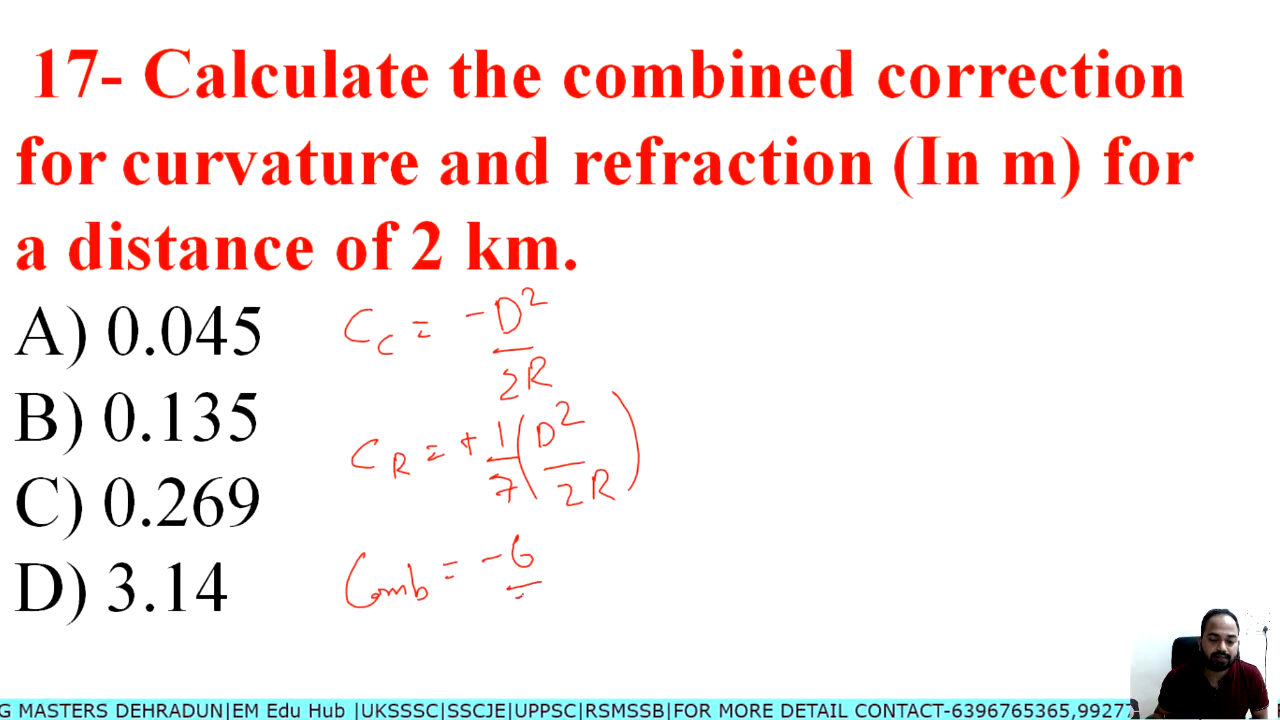 17- Calculate the combined correction
for curvature and refraction (In m) for
a distance of 2 km.
A) 0.045
B) 0.135
C) 0.269
D) 3.14
C_C = -D²/2R
C_R = +1/7(D²/2R)
Comb = -6
G MASTERS DEHRADUN|EM Edu Hub |UKSSSC|SSCJE|UPPSC|RSMSSB|FOR MORE DETAIL CONTACT-6396765365,99277